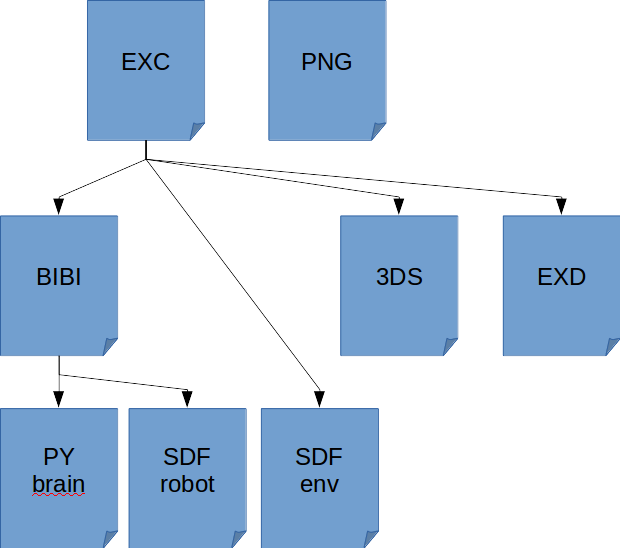 EXC
PNG
BIBI
3DS
EXD
PY
brain
SDF
robot
SDF
env